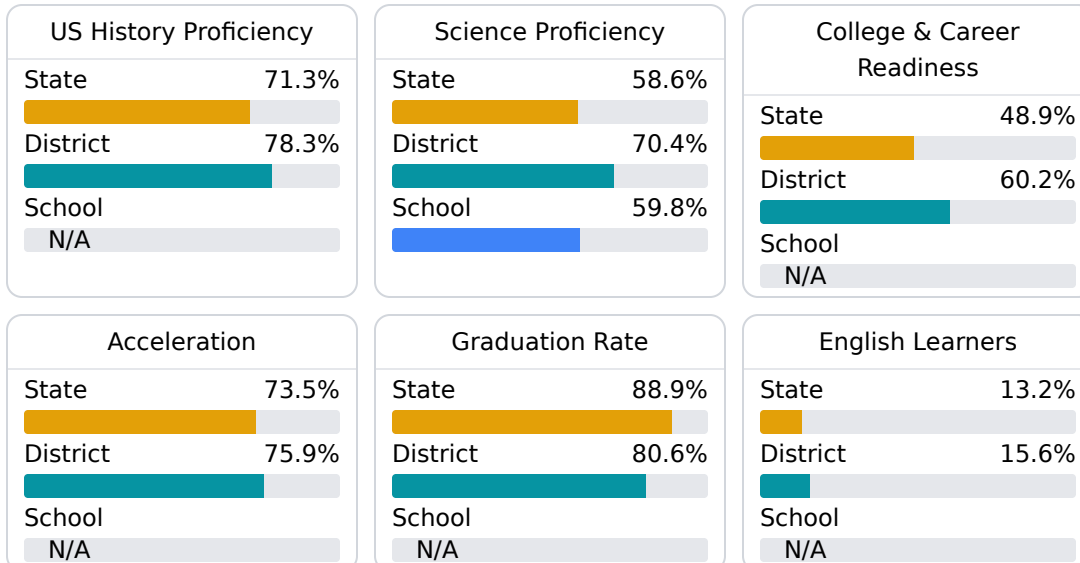 US History Proficiency
State 71.3%
District 78.3%
School
N/A
Science Proficiency
State 58.6%
District 70.4%
School 59.8%
College & Career
Readiness
State 48.9%
District 60.2%
School
N/A
Acceleration
State 73.5%
District 75.9%
School
N/A
Graduation Rate
State 88.9%
District 80.6%
School
N/A
English Learners
State 13.2%
District 15.6%
School
N/A